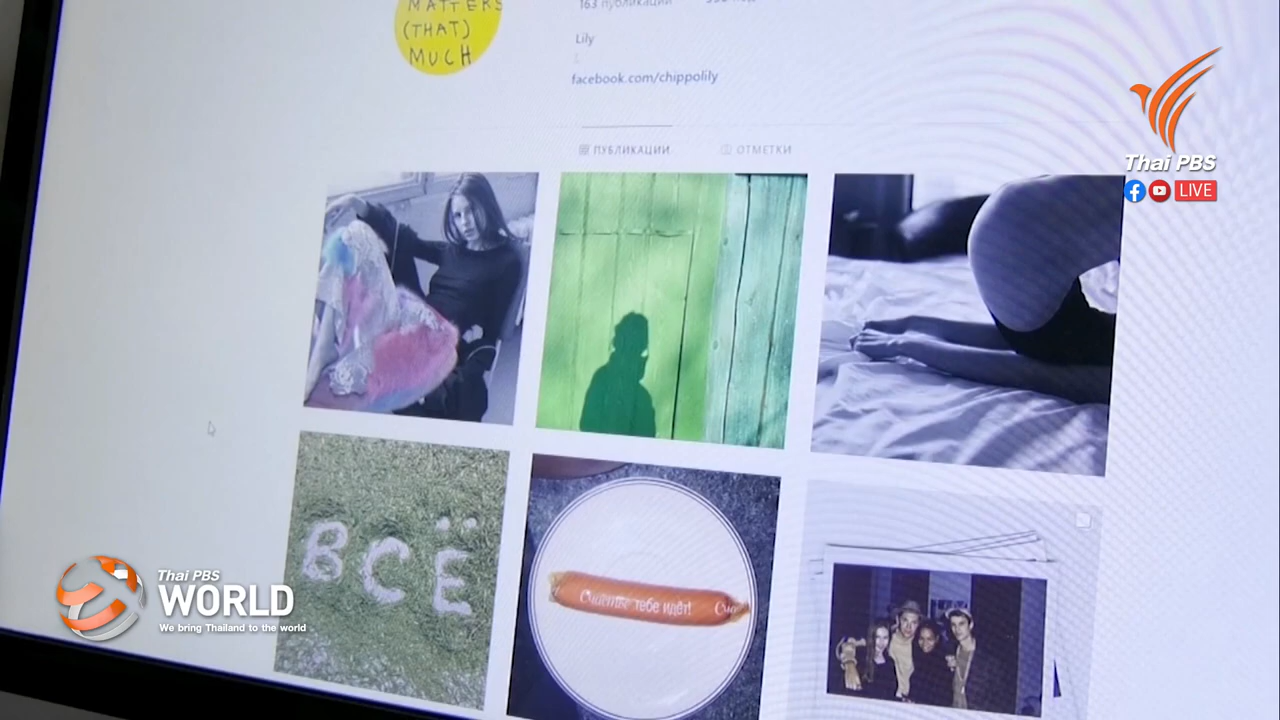 MATTERS
(THAT)
MUCH
163 публикации
Lily
facebook.com/chippolily
ПУБЛИКАЦИИ
ОТМЕТКИ
Thai PBS
LIVE
ВСЁ
Счастье тебе идёт!
Thai PBS
WORLD
We bring Thailand to the world